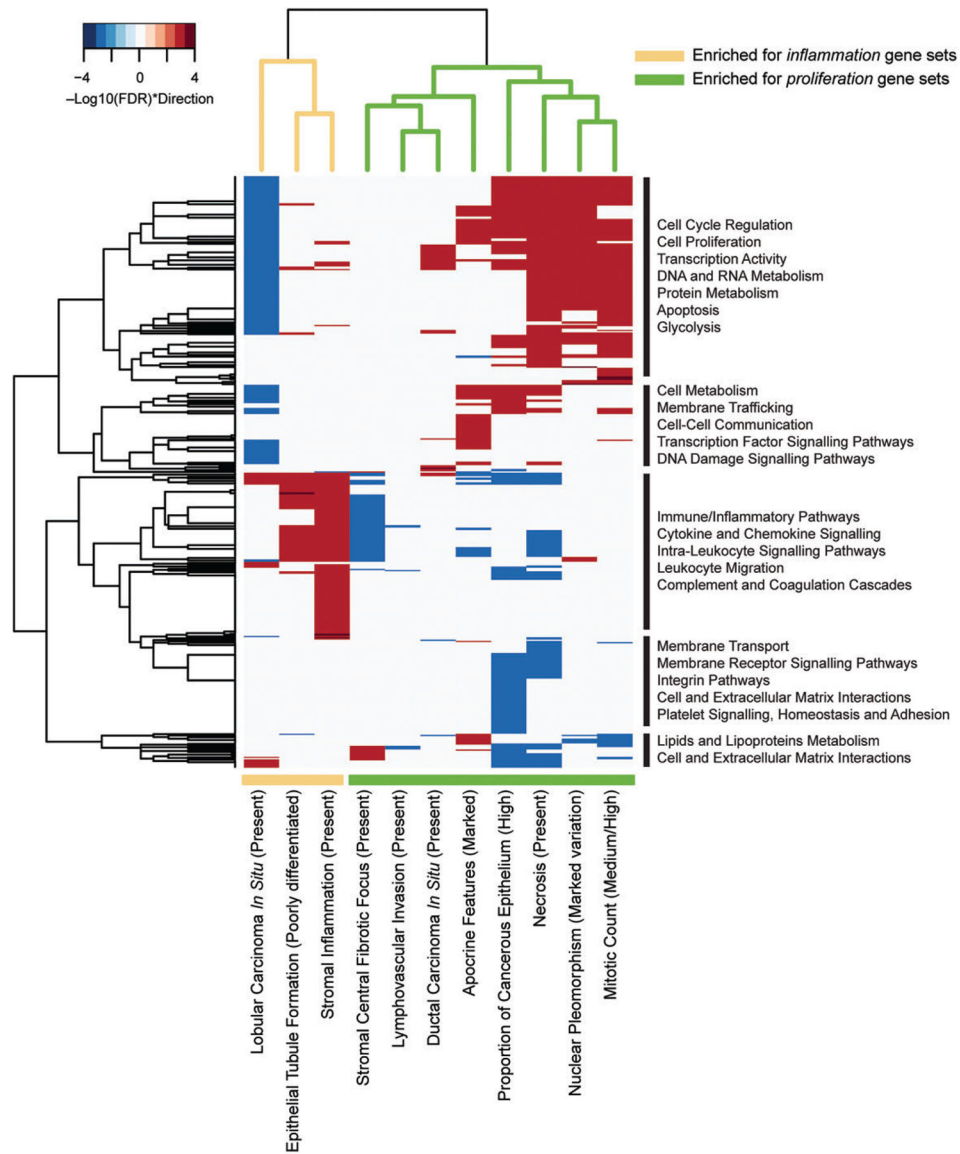 −4 0 4
−Log10(FDR)*Direction
Enriched for inflammation gene sets
Enriched for proliferation gene sets
Cell Cycle Regulation
Cell Proliferation
Transcription Activity
DNA and RNA Metabolism
Protein Metabolism
Apoptosis
Glycolysis
Cell Metabolism
Membrane Trafficking
Cell-Cell Communication
Transcription Factor Signalling Pathways
DNA Damage Signalling Pathways
Immune/Inflammatory Pathways
Cytokine and Chemokine Signalling
Intra-Leukocyte Signalling Pathways
Leukocyte Migration
Complement and Coagulation Cascades
Membrane Transport
Membrane Receptor Signalling Pathways
Integrin Pathways
Cell and Extracellular Matrix Interactions
Platelet Signalling, Homeostasis and Adhesion
Lipids and Lipoproteins Metabolism
Cell and Extracellular Matrix Interactions
Lobular Carcinoma In Situ (Present)
Epithelial Tubule Formation (Poorly differentiated)
Stromal Inflammation (Present)
Stromal Central Fibrotic Focus (Present)
Lymphovascular Invasion (Present)
Ductal Carcinoma In Situ (Present)
Apocrine Features (Marked)
Proportion of Cancerous Epithelium (High)
Necrosis (Present)
Nuclear Pleomorphism (Marked variation)
Mitotic Count (Medium/High)